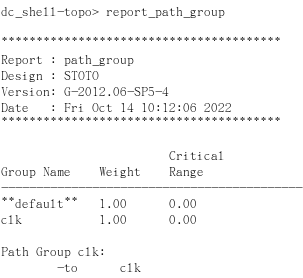 dc_shell-topo> report_path_group
****************************************
Report : path_group
Design : STOTO
Version: G-2012.06-SP5-4
Date   : Fri Oct 14 10:12:06 2022
****************************************
                        Critical
Group Name    Weight    Range
-------------------------------------------
**default**   1.00      0.00
clk           1.00      0.00
Path Group clk:
        -to      clk